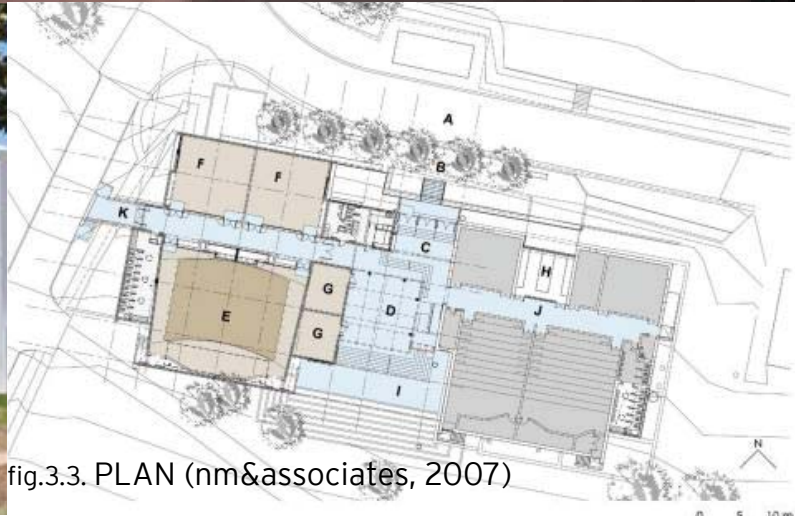 A
B
F F
K
C
H
G
D
J
E
G
I
N
fig.3.3. PLAN (nm&associates, 2007)
0 5 10 m